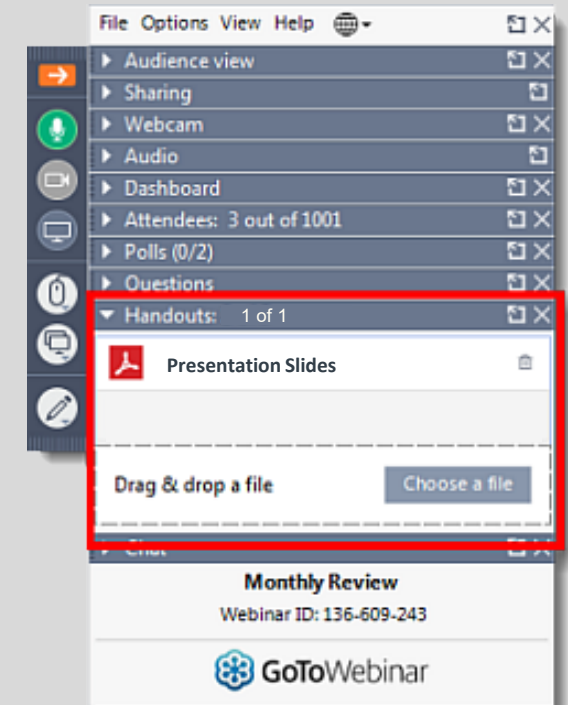 File Options View Help
Audience view
Sharing
Webcam
Audio
Dashboard
Attendees: 3 out of 1001
Polls (0/2)
Questions
Handouts: 1 of 1
Presentation Slides
Drag & drop a file
Choose a file
Chat
Monthly Review
Webinar ID: 136-609-243
GoToWebinar